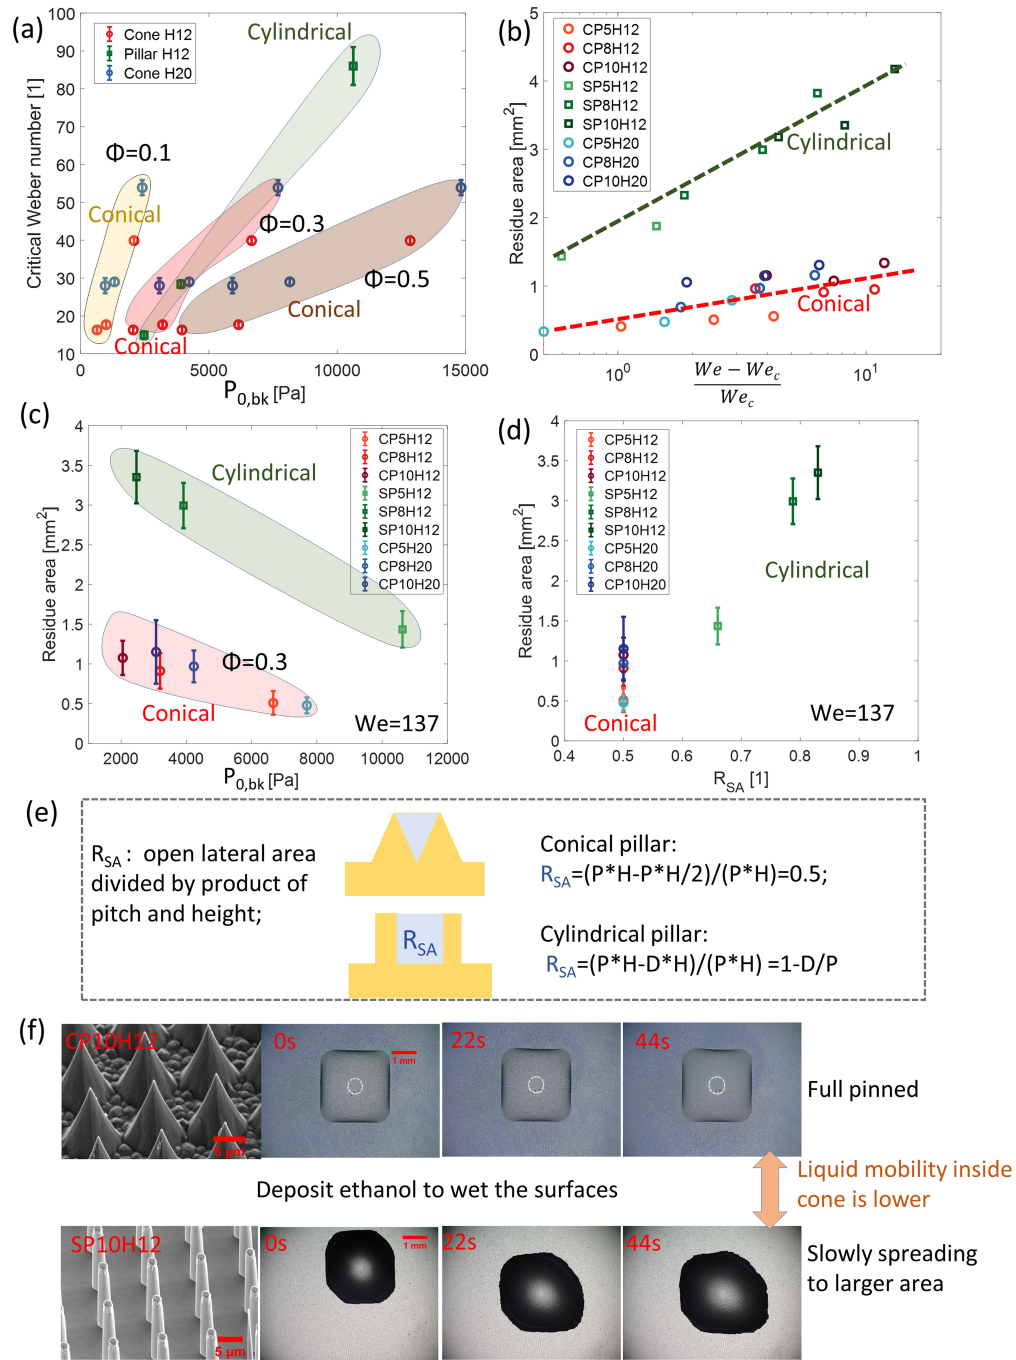 (a)
Critical Weber number [1]
100
90
80
70
60
50
40
30
20
10
Cone H12
Pillar H12
Cone H20
Cylindrical
Φ=0.1
Conical
Φ=0.3
Φ=0.5
Conical
Conical
0
5000
10000
15000
P0,bk [Pa]
(b)
Residue area [mm²]
5
4
3
2
1
0
CP5H12
CP8H12
CP10H12
SP5H12
SP8H12
SP10H12
CP5H20
CP8H20
CP10H20
Cylindrical
Conical
10⁰
10¹
We − Wec
Wec
(c)
Residue area [mm²]
4
3.5
3
2.5
2
1.5
1
0.5
0
Cylindrical
CP5H12
CP8H12
CP10H12
SP5H12
SP8H12
SP10H12
CP5H20
CP8H20
CP10H20
Φ=0.3
Conical
We=137
2000
4000
6000
8000
10000
12000
P0,bk [Pa]
(d)
Residue area [mm²]
4
3.5
3
2.5
2
1.5
1
0.5
0
CP5H12
CP8H12
CP10H12
SP5H12
SP8H12
SP10H12
CP5H20
CP8H20
CP10H20
Cylindrical
Conical
We=137
0.4
0.5
0.6
0.7
0.8
0.9
1
RSA [1]
(e)
RSA : open lateral area
divided by product of
pitch and height;
RSA
Conical pillar:
RSA=(P*H-P*H/2)/(P*H)=0.5;
Cylindrical pillar:
RSA=(P*H-D*H)/(P*H) =1-D/P
(f)
CP10H12
5 μm
0s
1 mm
22s
44s
Full pinned
Deposit ethanol to wet the surfaces
Liquid mobility inside
cone is lower
SP10H12
5 μm
0s
1 mm
22s
44s
Slowly spreading
to larger area